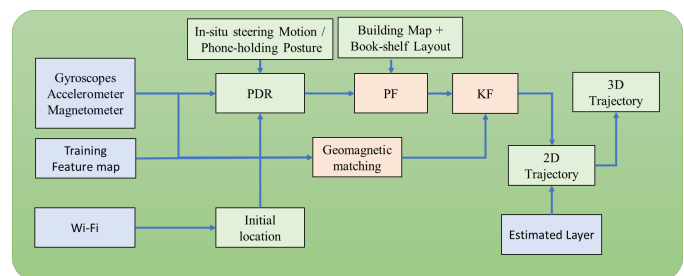 In-situ steering Motion /
Phone-holding Posture
Building Map +
Book-shelf Layout
Gyroscopes
Accelerometer
Magnetometer
PDR
PF
KF
3D
Trajectory
Training
Feature map
Geomagnetic
matching
2D
Trajectory
Wi-Fi
Initial
location
Estimated Layer